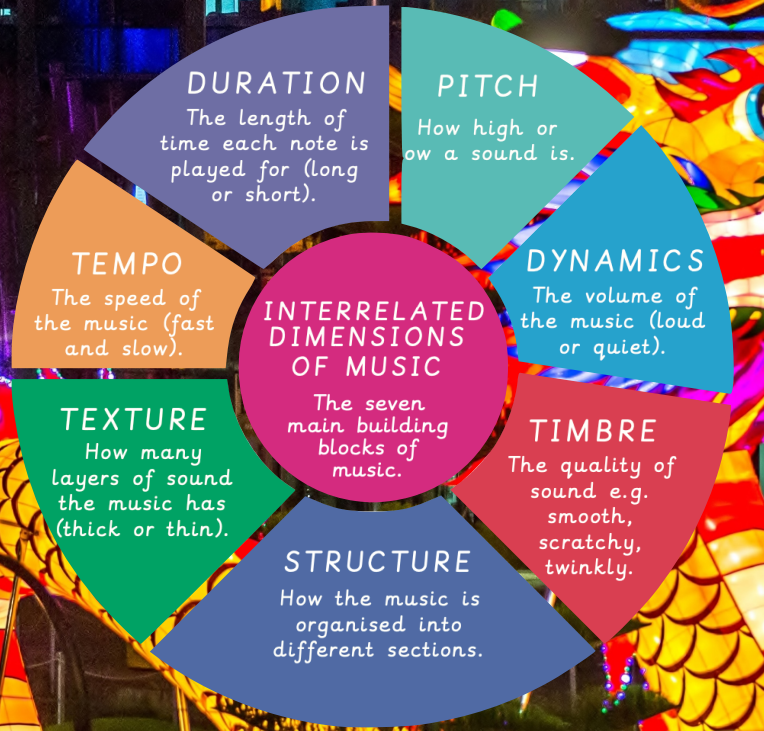 DURATION
The length of
time each note is
played for (long
or short).
PITCH
How high or
ow a sound is.
DYNAMICS
The volume of
the music (loud
or quiet).
TIMBRE
The quality of
sound e.g.
smooth,
scratchy,
twinkly.
STRUCTURE
How the music is
organised into
different sections.
TEXTURE
How many
layers of sound
the music has
(thick or thin).
TEMPO
The speed of
the music (fast
and slow).
INTERRELATED
DIMENSIONS
OF MUSIC
The seven
main building
blocks of
music.